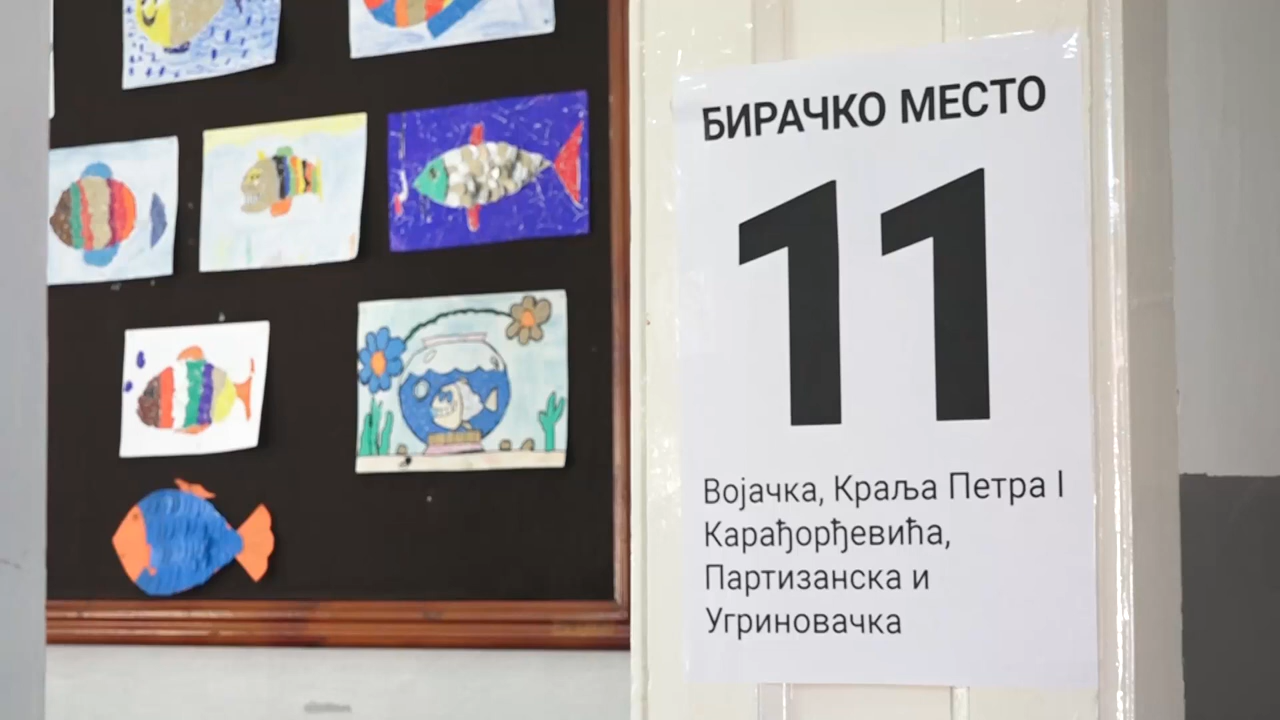 БИРАЧКО МЕСТО
11
Војачка, Краља Петра I
Карађорђевића,
Партизанска и
Угриновачка